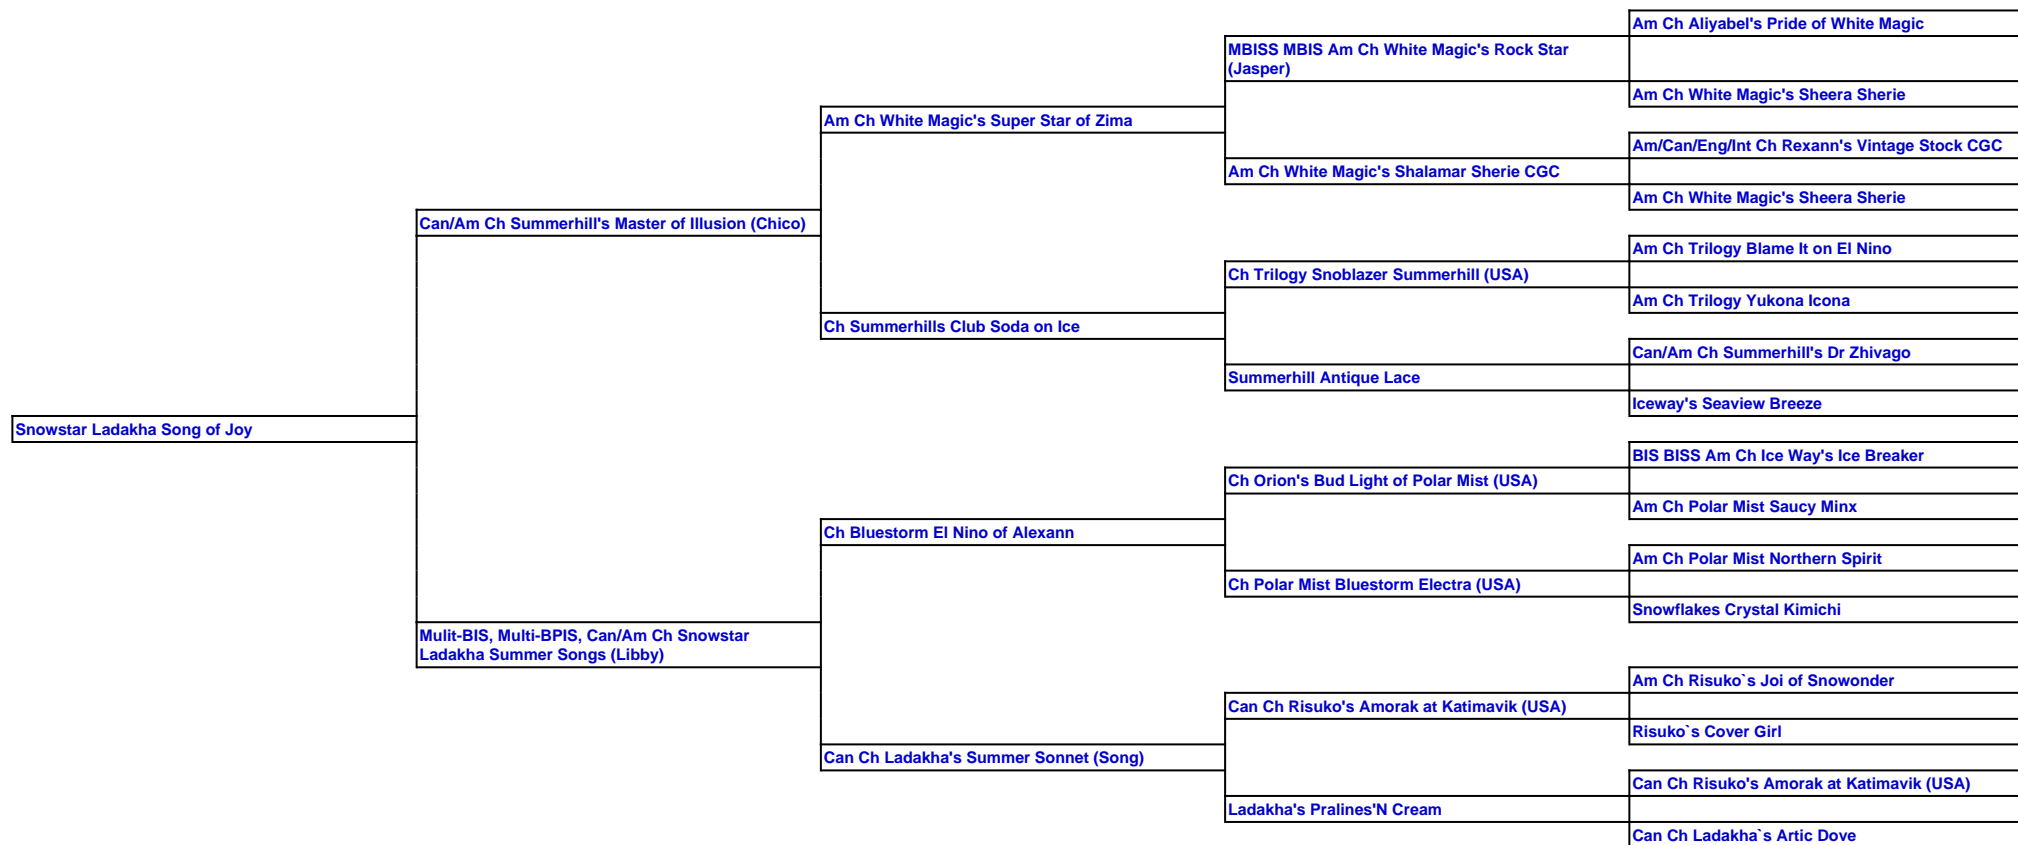 Am Ch Aliyabel's Pride of White Magic
MBISS MBIS Am Ch White Magic's Rock Star
(Jasper)
Am Ch White Magic's Sheera Sherie
Am Ch White Magic's Super Star of Zima
Am/Can/Eng/Int Ch Rexann's Vintage Stock CGC
Am Ch White Magic's Shalamar Sherie CGC
Am Ch White Magic's Sheera Sherie
Can/Am Ch Summerhill's Master of Illusion (Chico)
Am Ch Trilogy Blame It on El Nino
Ch Trilogy Snoblazer Summerhill (USA)
Am Ch Trilogy Yukona Icona
Ch Summerhills Club Soda on Ice
Can/Am Ch Summerhill's Dr Zhivago
Summerhill Antique Lace
Iceway's Seaview Breeze
Snowstar Ladakha Song of Joy
BIS BISS Am Ch Ice Way's Ice Breaker
Ch Orion's Bud Light of Polar Mist (USA)
Am Ch Polar Mist Saucy Minx
Ch Bluestorm El Nino of Alexann
Am Ch Polar Mist Northern Spirit
Ch Polar Mist Bluestorm Electra (USA)
Snowflakes Crystal Kimichi
Mulit-BIS, Multi-BPIS, Can/Am Ch Snowstar
Ladakha Summer Songs (Libby)
Am Ch Risuko`s Joi of Snowonder
Can Ch Risuko's Amorak at Katimavik (USA)
Risuko`s Cover Girl
Can Ch Ladakha's Summer Sonnet (Song)
Can Ch Risuko's Amorak at Katimavik (USA)
Ladakha's Pralines'N Cream
Can Ch Ladakha`s Artic Dove